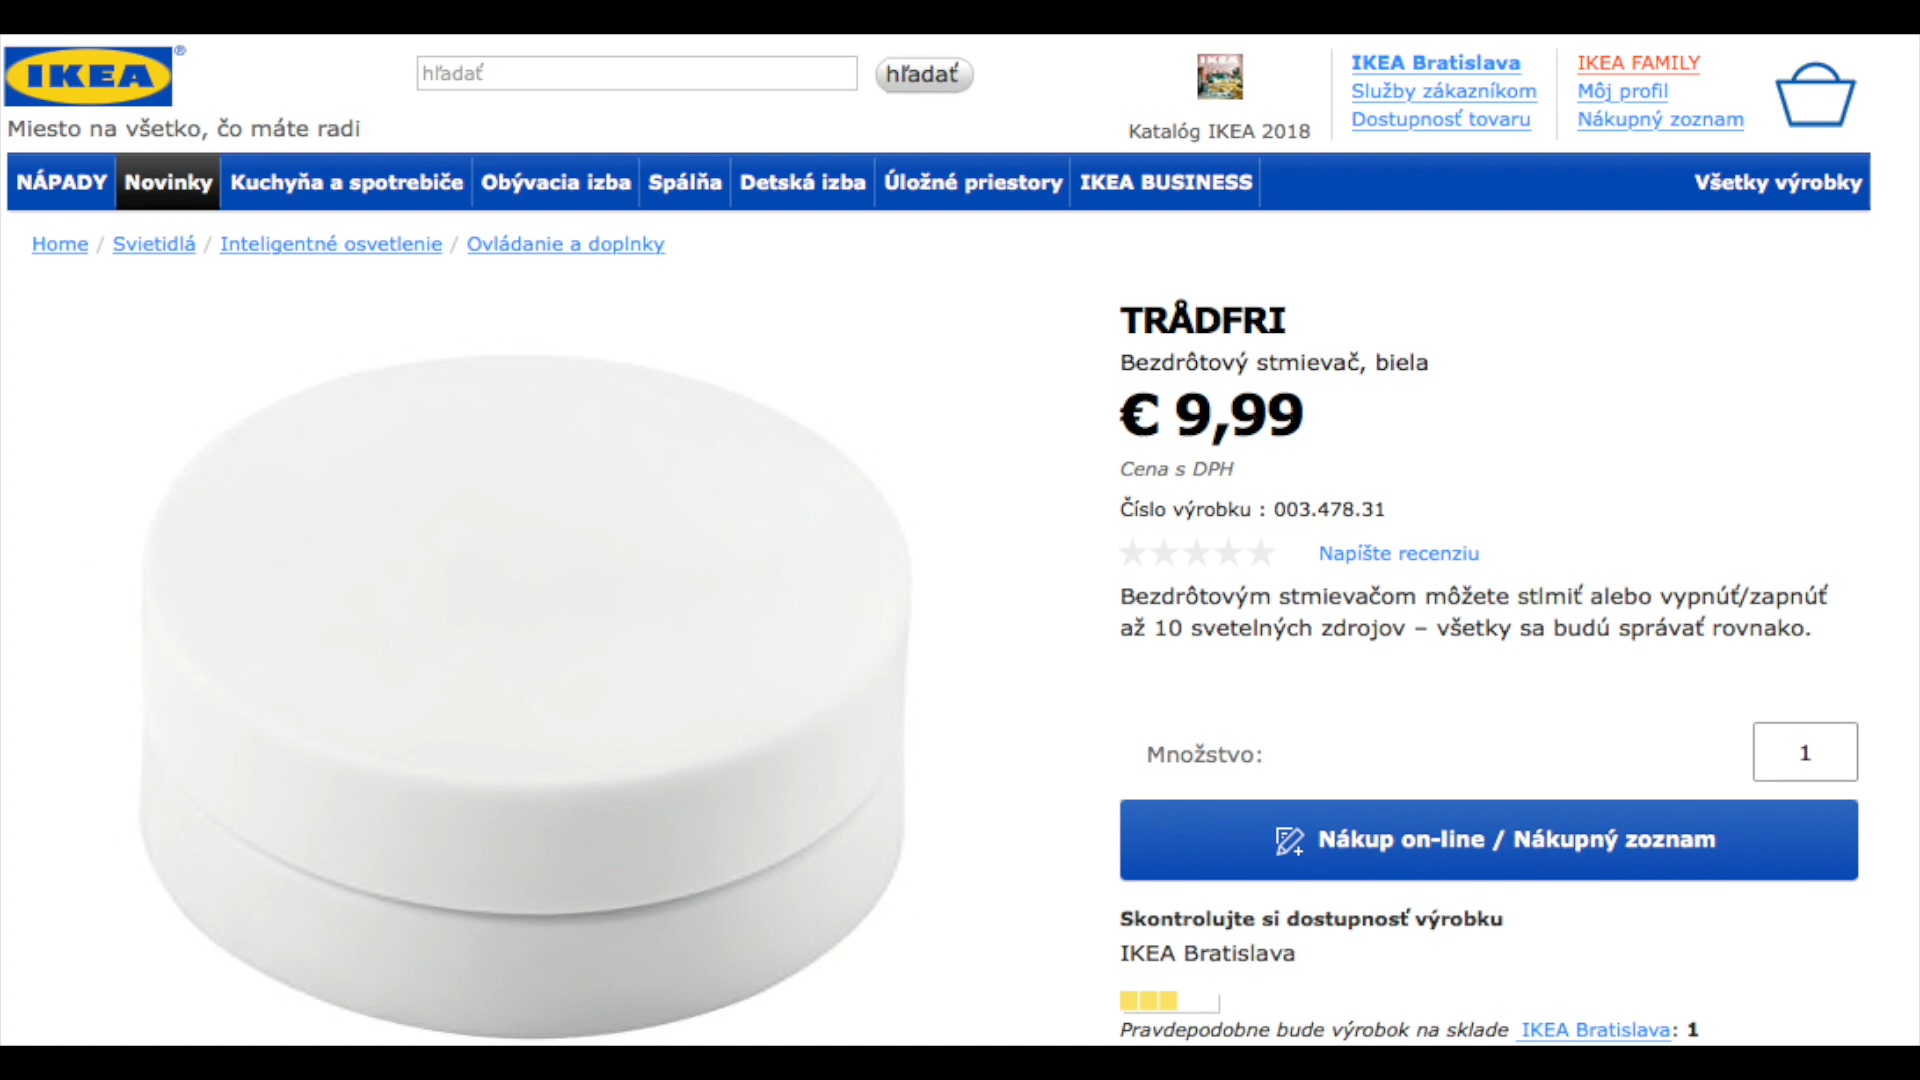 IKEA®
hľadať
hľadať
Miesto na všetko, čo máte radi
IKEA
Katalóg IKEA 2018
IKEA Bratislava
Služby zákazníkom
Dostupnosť tovaru
IKEA FAMILY
Môj profil
Nákupný zoznam
NÁPADY Novinky Kuchyňa a spotrebiče Obývacia izba Spálňa Detská izba Úložné priestory IKEA BUSINESS Všetky výrobky
Home / Svietidlá / Inteligentné osvetlenie / Ovládanie a doplnky
TRÅDFRI
Bezdrôtový stmievač, biela
€ 9,99
Cena s DPH
Číslo výrobku : 003.478.31
Napíšte recenziu
Bezdrôtovým stmievačom môžete stlmiť alebo vypnúť/zapnúť
až 10 svetelných zdrojov – všetky sa budú správať rovnako.
Množstvo: 1
Nákup on-line / Nákupný zoznam
Skontrolujte si dostupnosť výrobku
IKEA Bratislava
Pravdepodobne bude výrobok na sklade IKEA Bratislava: 1